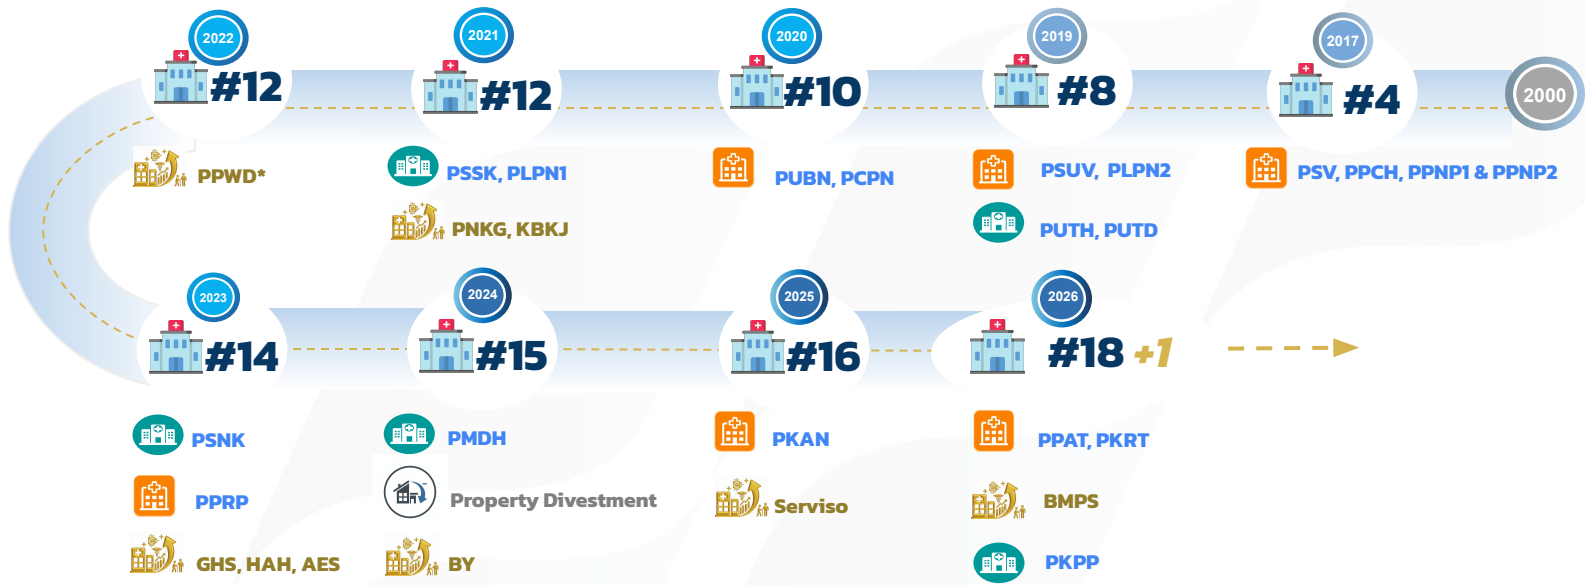 2022
2021
2020
2019
2017
2000
#12
#12
#10
#8
#4
PPWD*
PSSK, PLPN1
PUBN, PCPN
PSUV, PLPN2
PSV, PPCH, PPNP1 & PPNP2
PNKG, KBKJ
PUTH, PUTD
2023
2024
2025
2026
#14
#15
#16
#18 +1
PSNK
PMDH
PKAN
PPAT, PKRT
PPRP
Property Divestment
Serviso
BMPS
GHS, HAH, AES
BY
PKPP